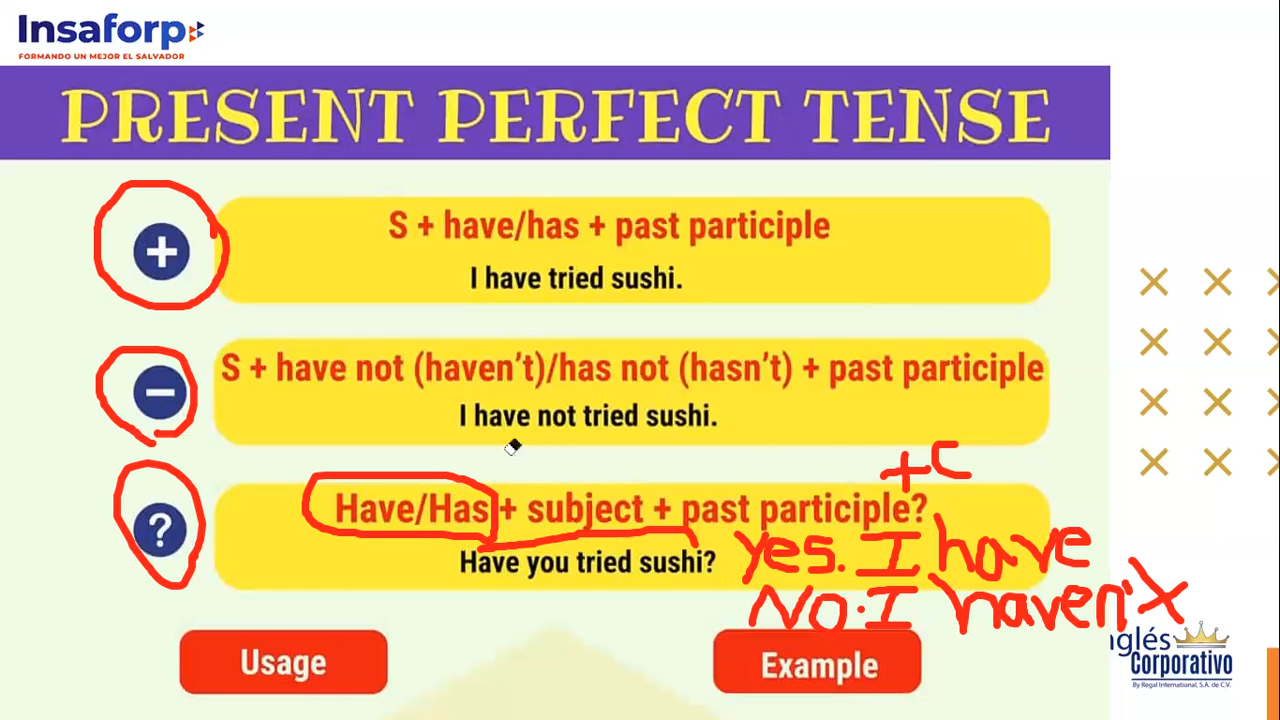 Insaforp
FORMANDO UN MEJOR EL SALVADOR
PRESENT PERFECT TENSE
S + have/has + past participle
I have tried sushi.
S + have not (haven't)/has not (hasn't) + past participle
I have not tried sushi.
+ C
Have/Has + subject + past participle?
Have you tried sushi?
yes. I have
No. I haven't
Usage
Example
nglés
Corporativo
By Regal International, S.A. de C.V.